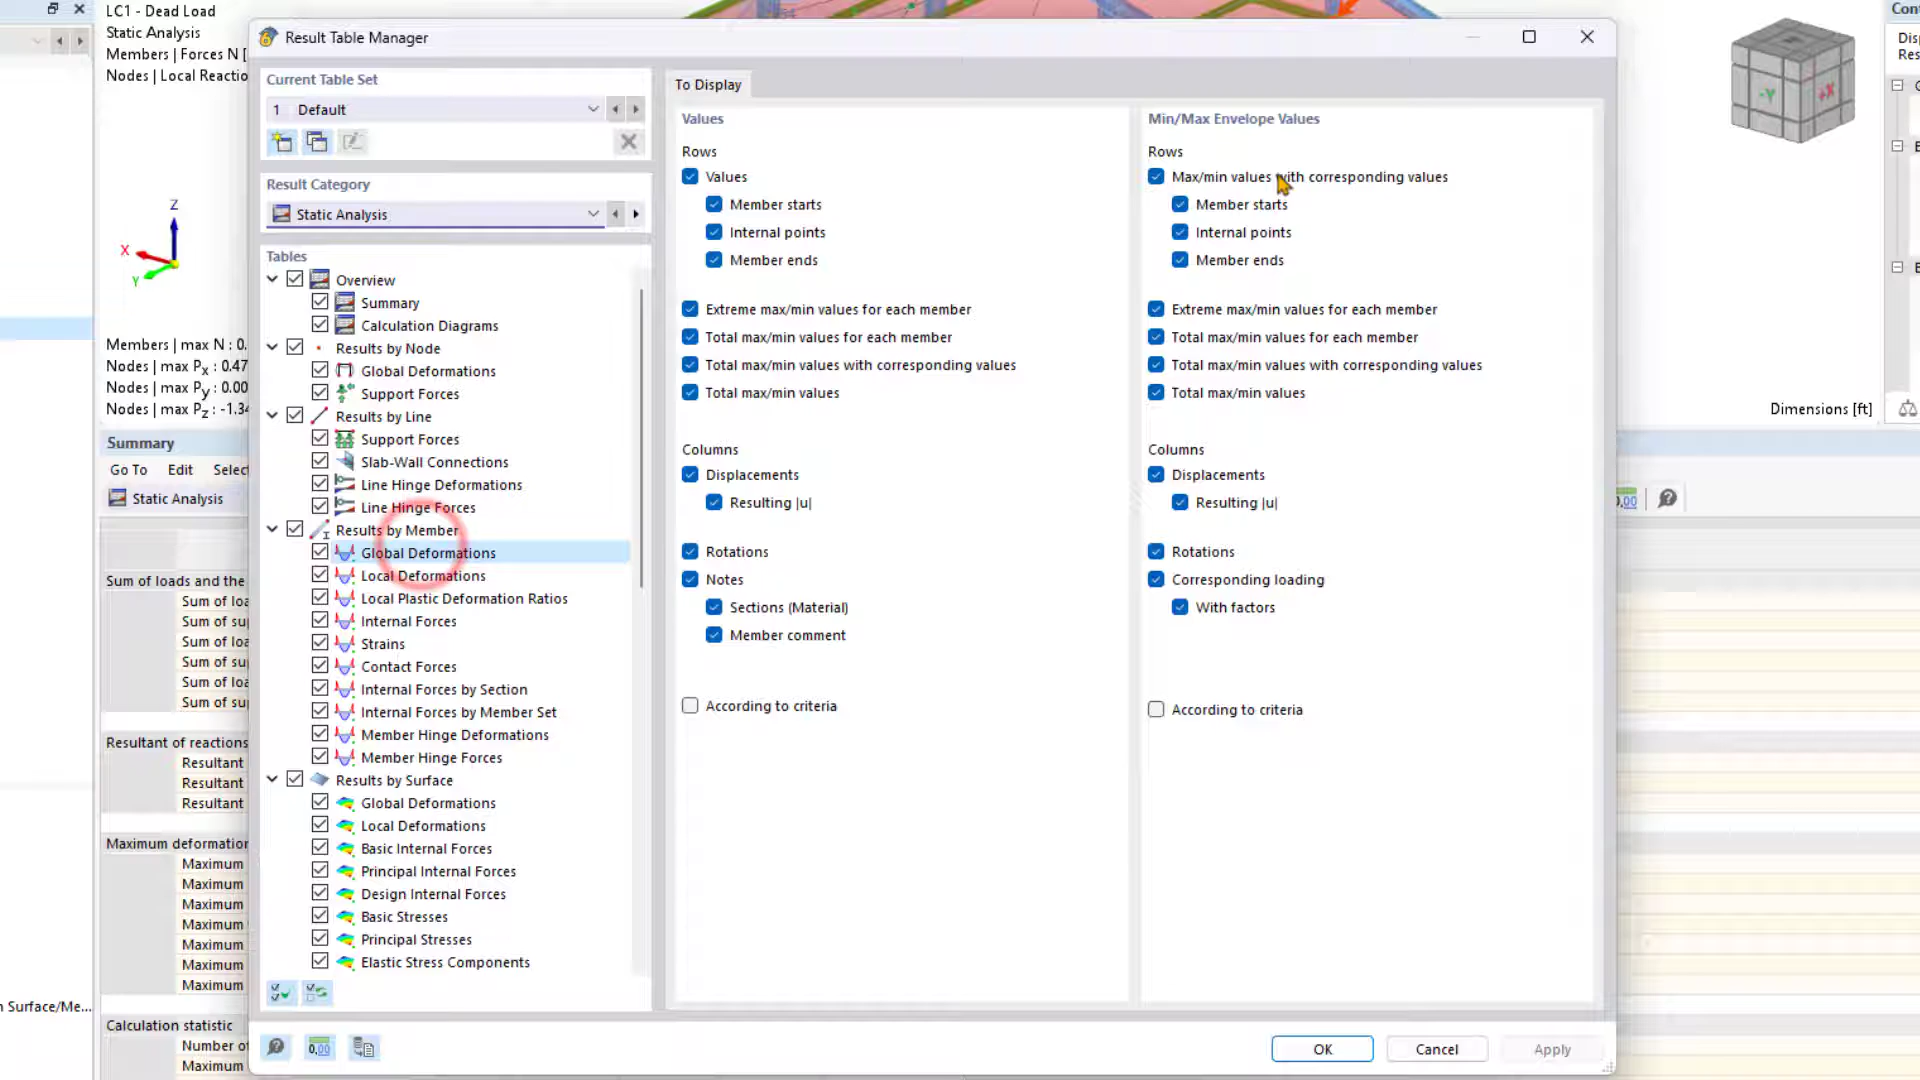 LC1 - Dead Load
Static Analysis
Members | Forces N [
Nodes | Local Reactio
Z
X
Y
Members | max N : 0.
Nodes | max Px : 0.47
Nodes | max Py : 0.00
Nodes | max Pz : -1.34
Summary
Go To Edit Select
Static Analysis
Sum of loads and the
Sum of loa
Sum of su
Sum of loa
Sum of su
Sum of loa
Sum of su
Resultant of reactions
Resultant
Resultant
Resultant
Maximum deformation
Maximum
Maximum
Maximum
Maximum
Maximum
Maximum
Maximum
n Surface/Me...
Calculation statistic
Number of
Maximum
Result Table Manager
Current Table Set
1 Default
Result Category
Static Analysis
Tables
Overview
Summary
Calculation Diagrams
Results by Node
Global Deformations
Support Forces
Results by Line
Support Forces
Slab-Wall Connections
Line Hinge Deformations
Line Hinge Forces
Results by Member
Global Deformations
Local Deformations
Local Plastic Deformation Ratios
Internal Forces
Strains
Contact Forces
Internal Forces by Section
Internal Forces by Member Set
Member Hinge Deformations
Member Hinge Forces
Results by Surface
Global Deformations
Local Deformations
Basic Internal Forces
Principal Internal Forces
Design Internal Forces
Basic Stresses
Principal Stresses
Elastic Stress Components
To Display
Values
Rows
Values
Member starts
Internal points
Member ends
Extreme max/min values for each member
Total max/min values for each member
Total max/min values with corresponding values
Total max/min values
Columns
Displacements
Resulting |u|
Rotations
Notes
Sections (Material)
Member comment
According to criteria
Min/Max Envelope Values
Rows
Max/min values with corresponding values
Member starts
Internal points
Member ends
Extreme max/min values for each member
Total max/min values for each member
Total max/min values with corresponding values
Total max/min values
Columns
Displacements
Resulting |u|
Rotations
Corresponding loading
With factors
According to criteria
0,00
OK
Cancel
Apply
-Y
+X
Dimensions [ft]
0,00
Cont
Disp
Res